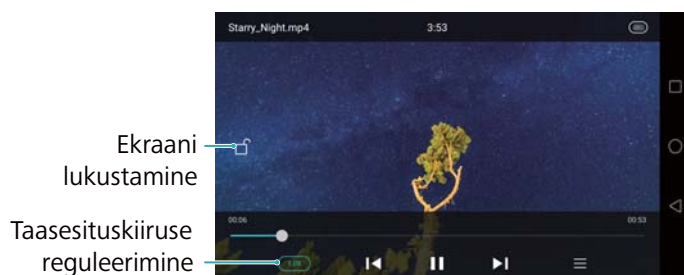 Starry_Night.mp4 3:53
Ekraani
lukustamine
00:06 00:53
Taasesituskiiruse
reguleerimine